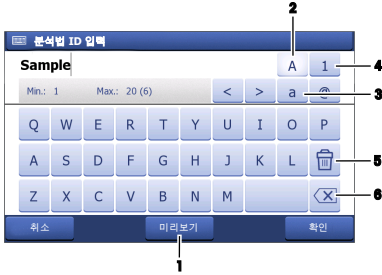 2
분석법 ID 입력
Sample A 1 4
Min.: 1 Max.: 20 (6) < > a @ 3
Q W E R T Y U I O P
A S D F G H J K L 5
Z X C V B N M 6
취소 미리보기 확인
1